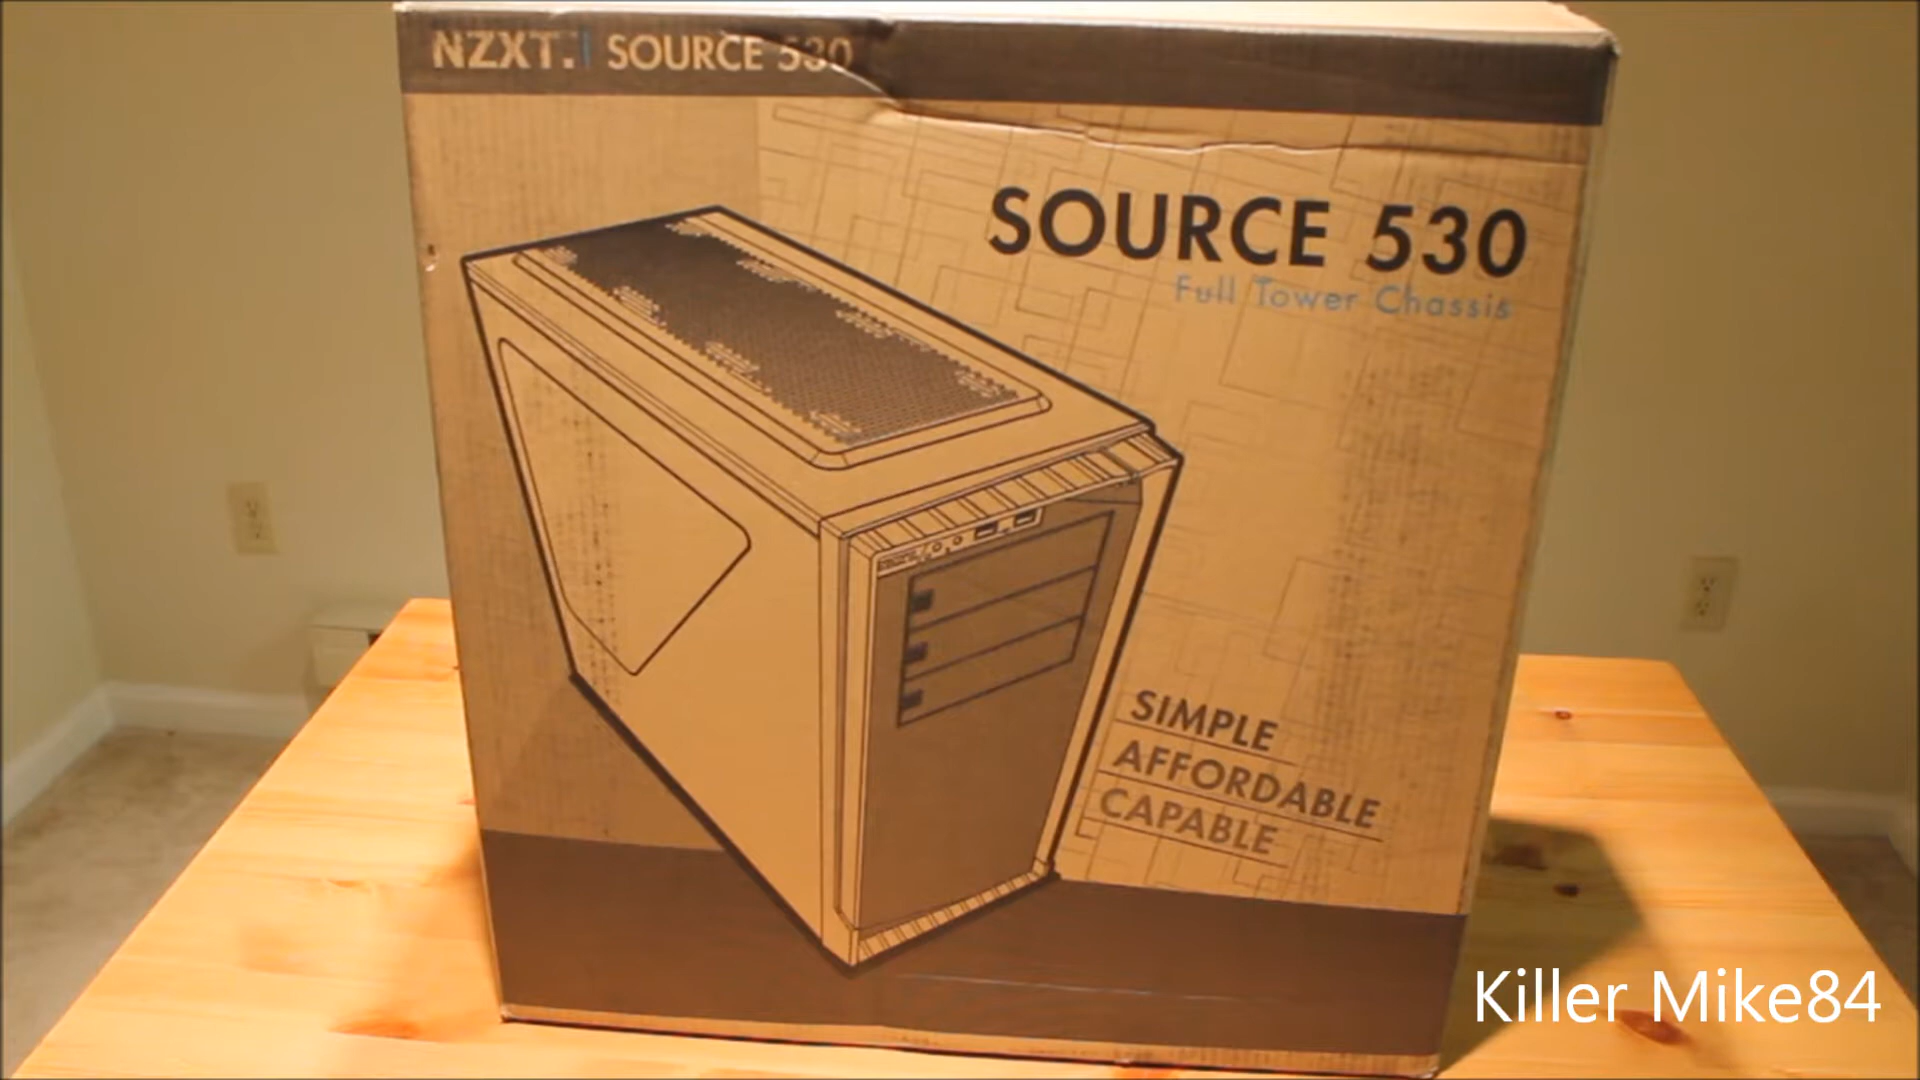 NZXT. | SOURCE 530
SOURCE 530
Full Tower Chassis
SIMPLE
AFFORDABLE
CAPABLE
Killer Mike84